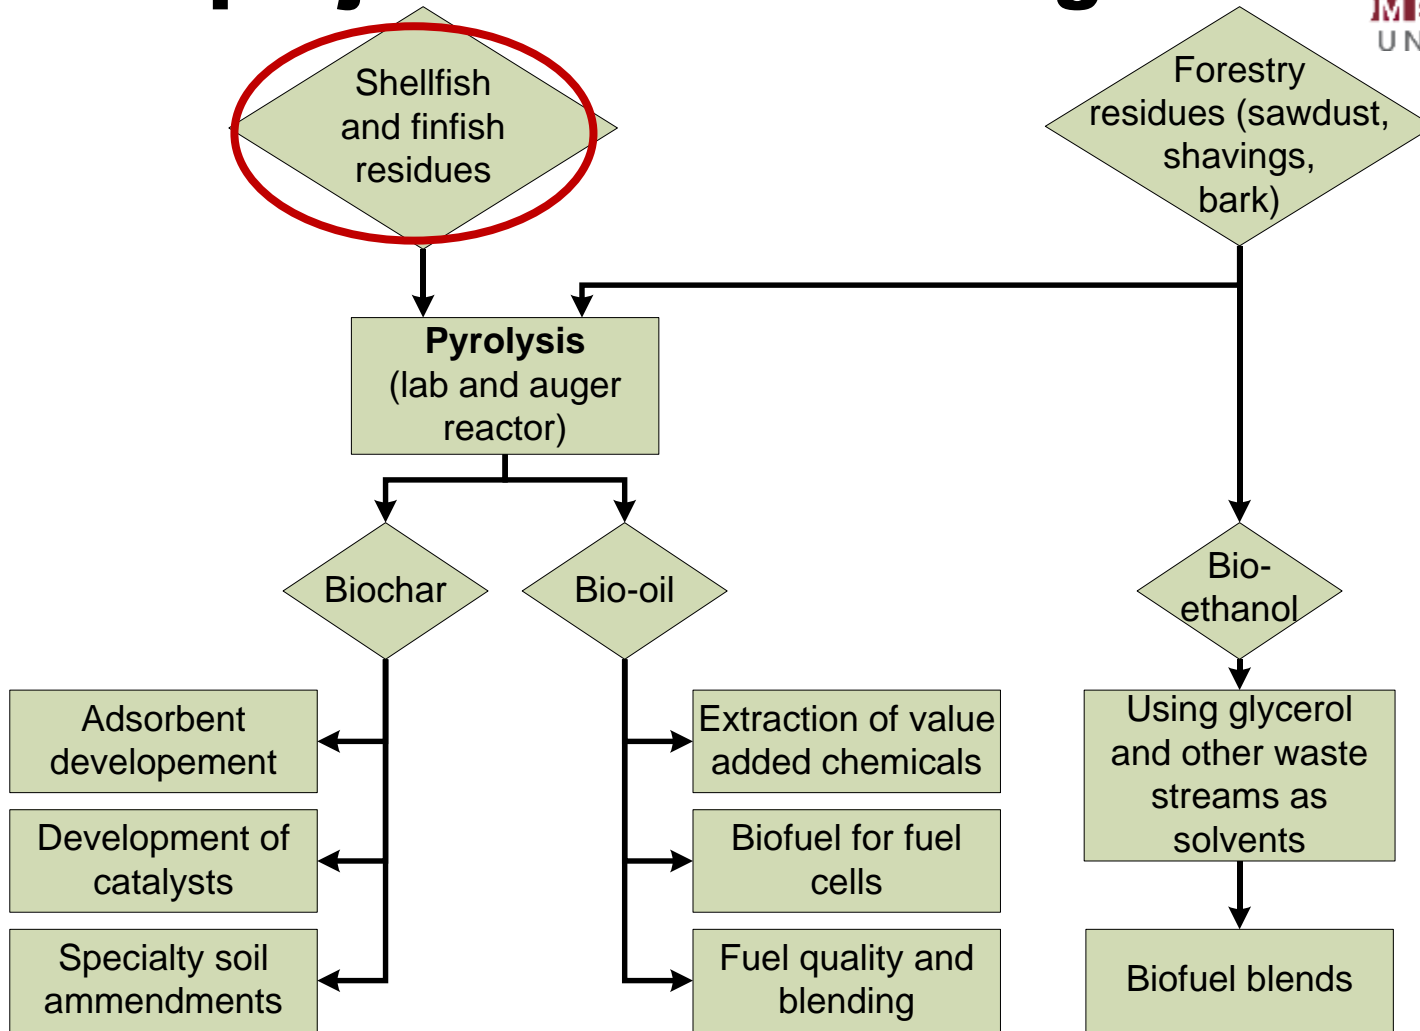 Shellfish
and finfish
residues
Forestry
residues (sawdust,
shavings,
bark)
Pyrolysis
(lab and auger
reactor)
Biochar
Bio-oil
Bio-
ethanol
Adsorbent
developement
Development of
catalysts
Specialty soil
ammendments
Extraction of value
added chemicals
Biofuel for fuel
cells
Fuel quality and
blending
Using glycerol
and other waste
streams as
solvents
Biofuel blends